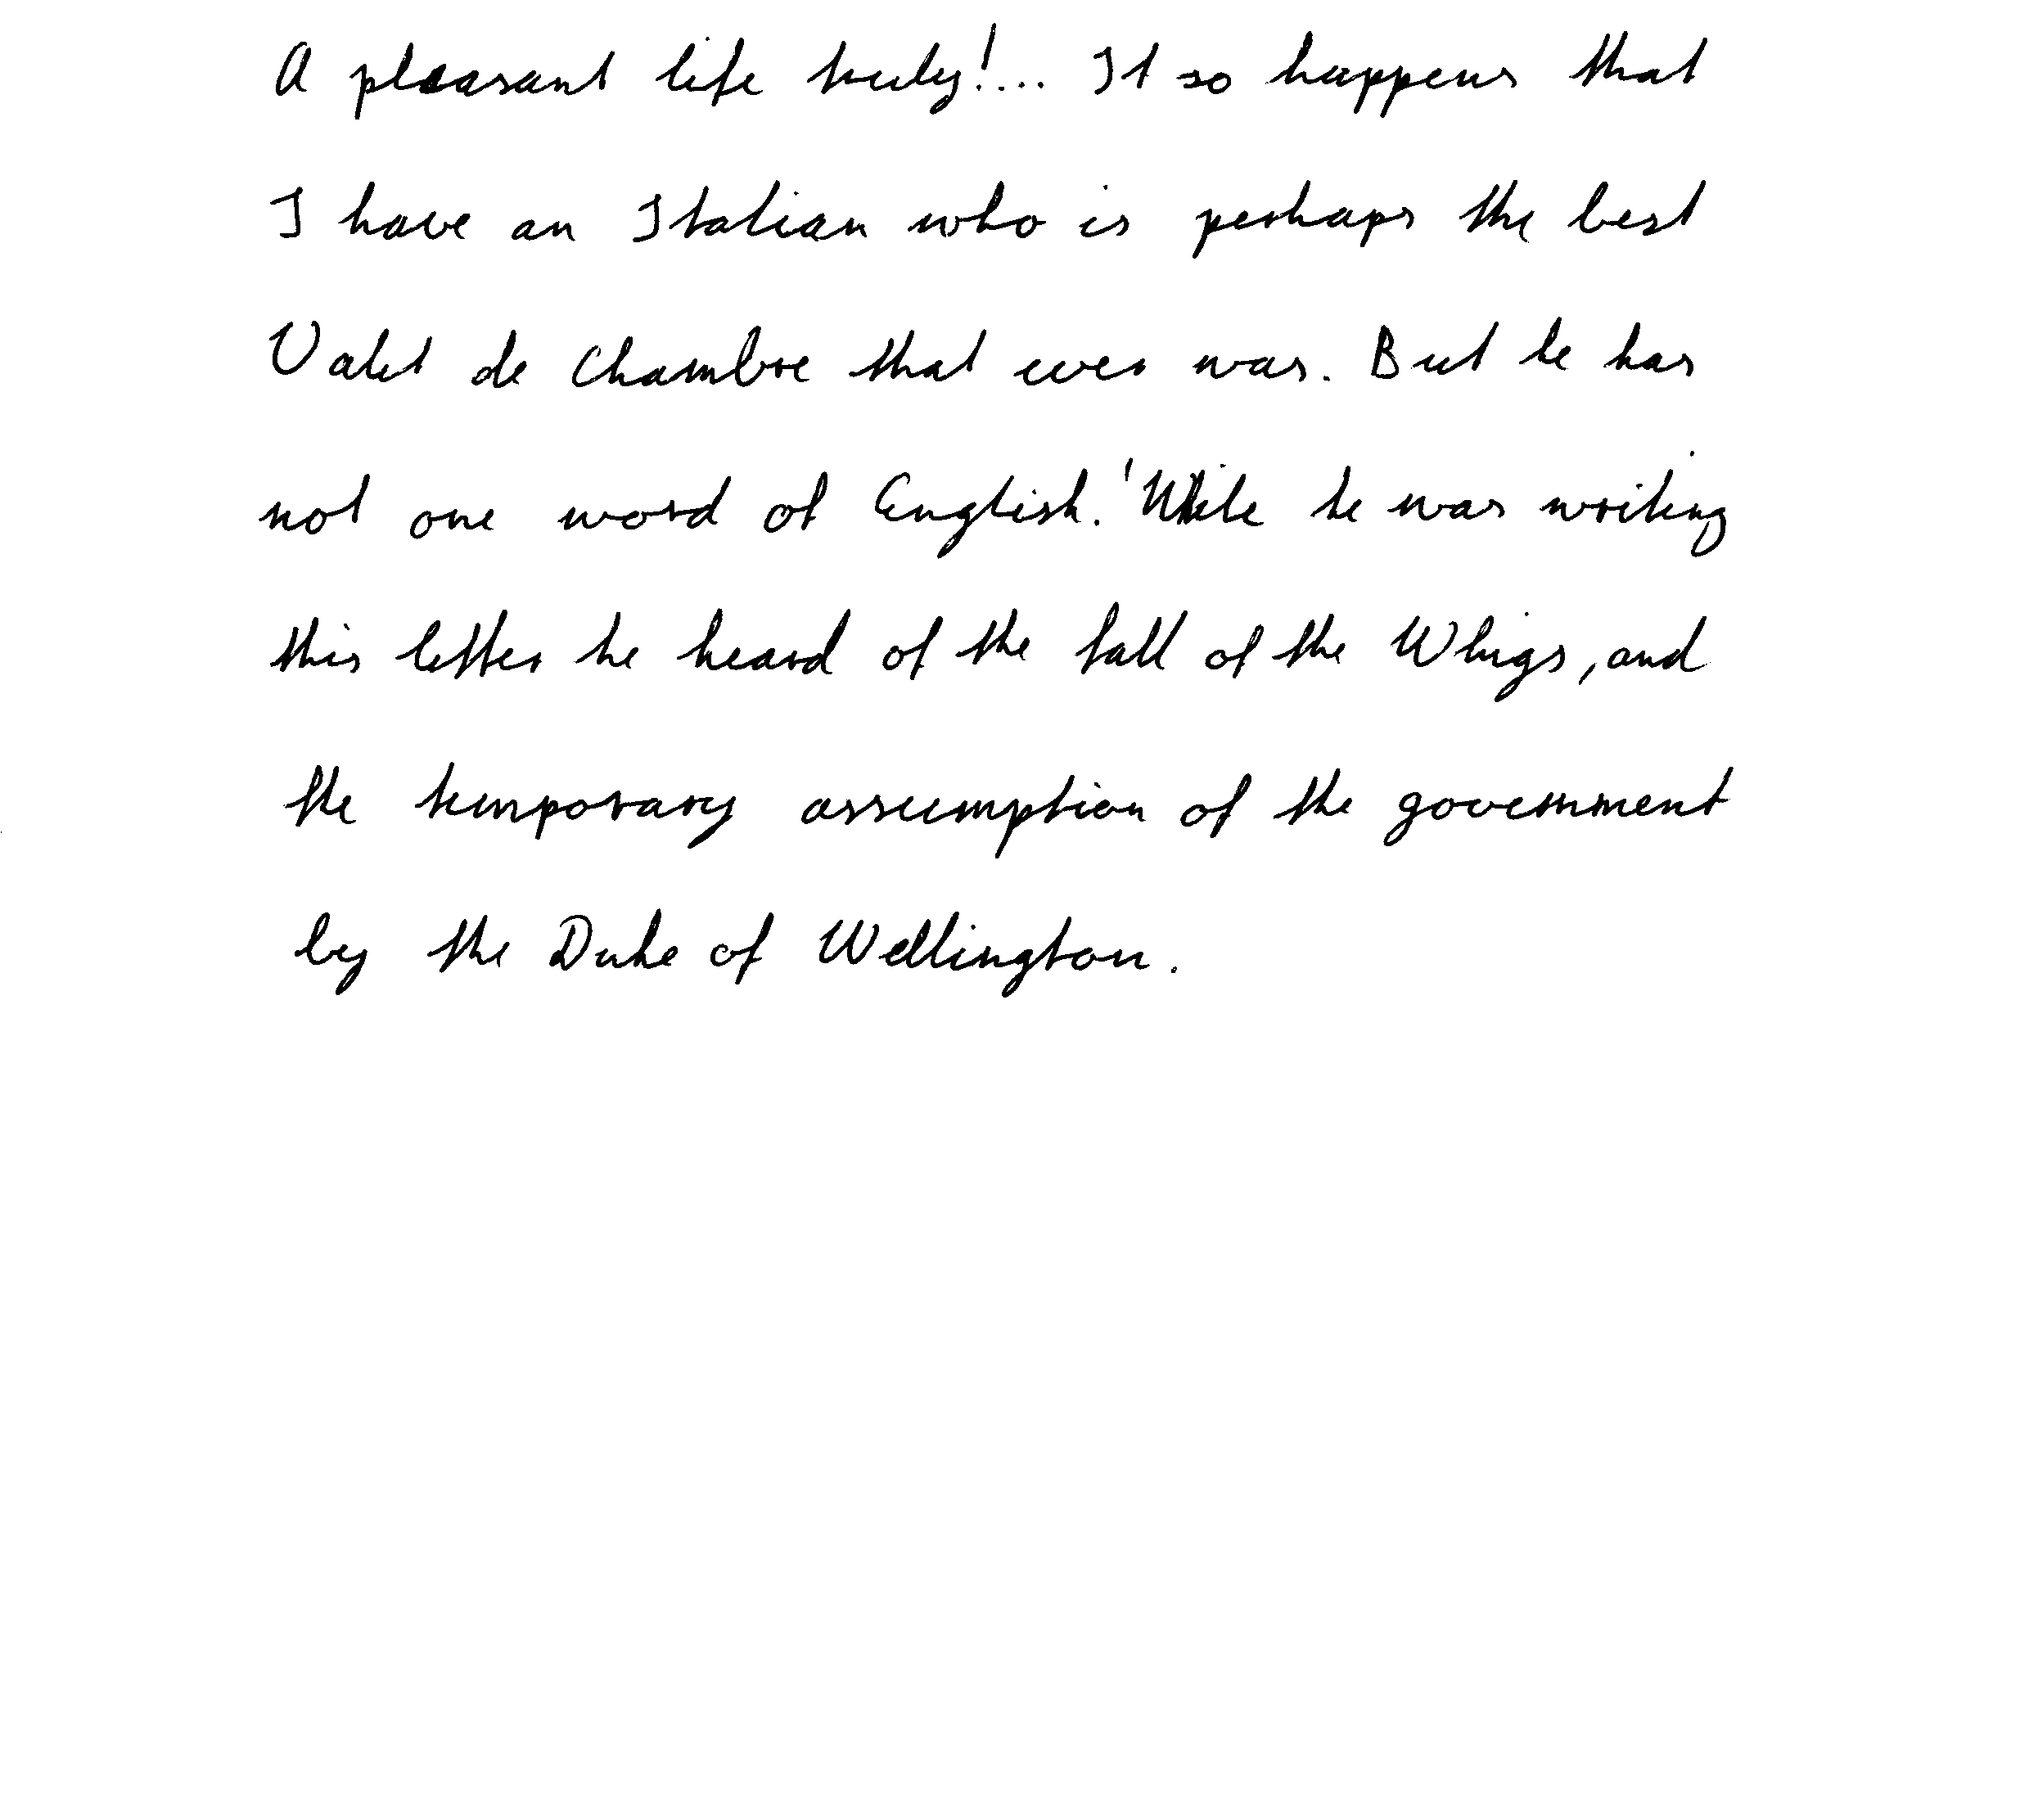 A pleasant life truly!... It so happens that
I have an Italian who is perhaps the best
Valet de Chambre that ever was. But he has
not one word of English.' While he was writing
this letter he heard of the fall of the Whigs, and
the temporary assumption of the government
by the Duke of Wellington.